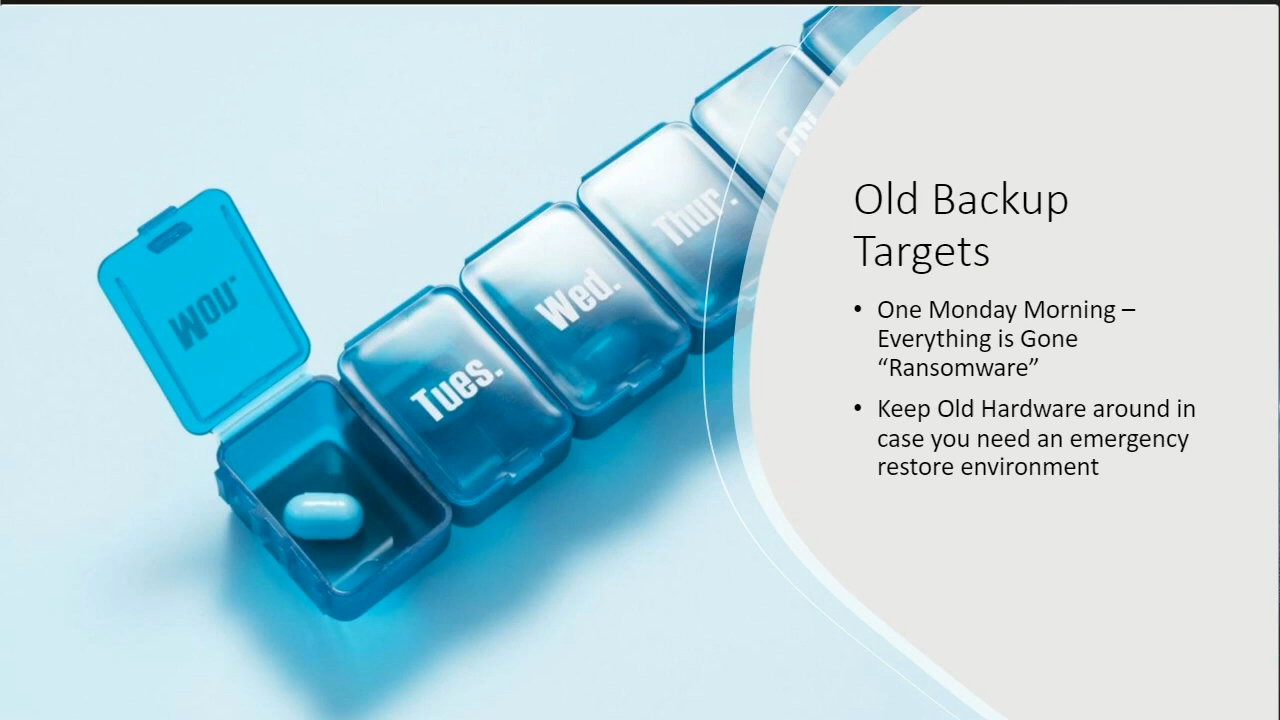 Mon.
Tues.
Wed.
Thur.
Fri.
Old Backup
Targets
• One Monday Morning –
Everything is Gone
“Ransomware”
• Keep Old Hardware around in
case you need an emergency
restore environment